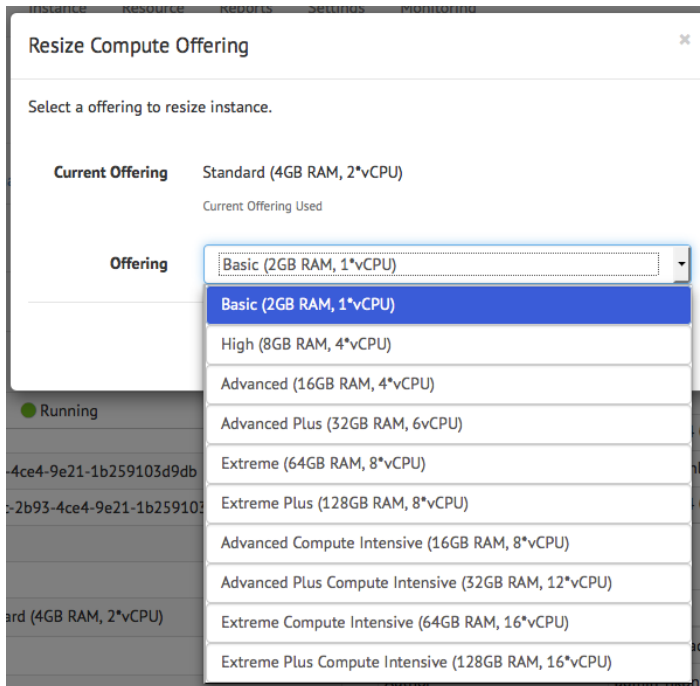 Instance Resource Reports Settings Monitoring
Resize Compute Offering ×
Select a offering to resize instance.
Current Offering Standard (4GB RAM, 2*vCPU)
Current Offering Used
Offering Basic (2GB RAM, 1*vCPU)
Basic (2GB RAM, 1*vCPU)
High (8GB RAM, 4*vCPU)
Advanced (16GB RAM, 4*vCPU)
Running
Advanced Plus (32GB RAM, 6vCPU)
Extreme (64GB RAM, 8*vCPU)
-4ce4-9e21-1b259103d9db
Extreme Plus (128GB RAM, 8*vCPU)
-2b93-4ce4-9e21-1b25910
Advanced Compute Intensive (16GB RAM, 8*vCPU)
Advanced Plus Compute Intensive (32GB RAM, 12*vCPU)
ard (4GB RAM, 2*vCPU)
Extreme Compute Intensive (64GB RAM, 16*vCPU)
Extreme Plus Compute Intensive (128GB RAM, 16*vCPU)